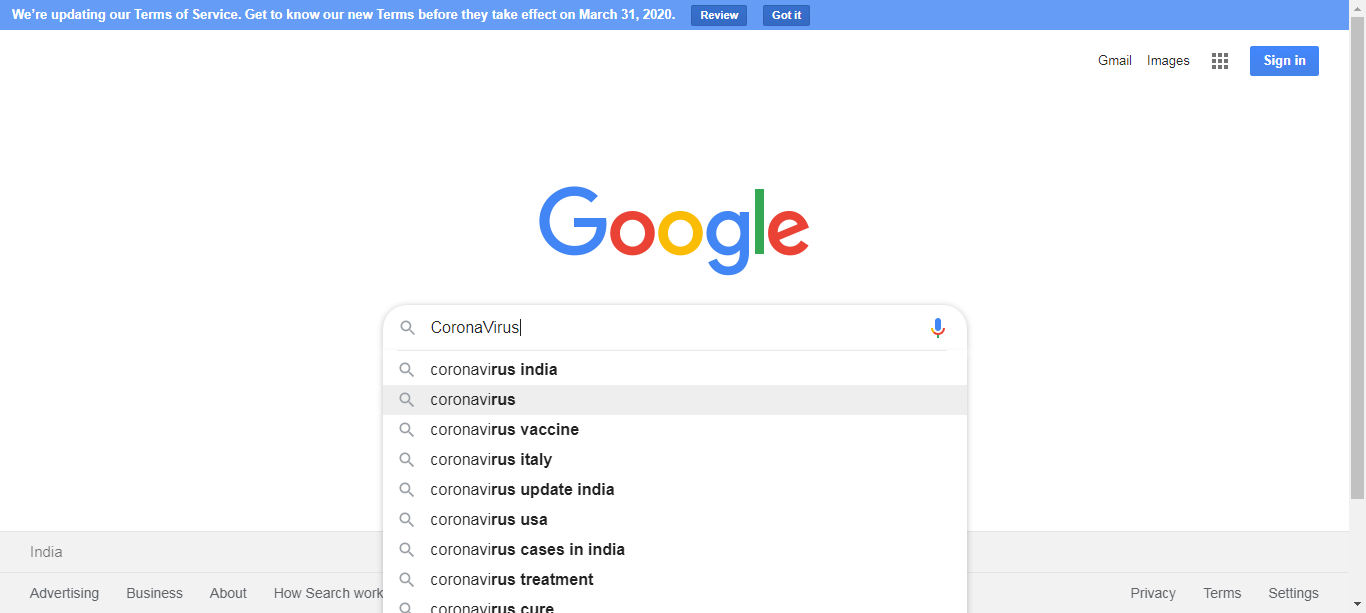 We're updating our Terms of Service. Get to know our new Terms before they take effect on March 31, 2020. Review Got it
Gmail Images Sign in
Google
CoronaVirus
coronavirus india
coronavirus
coronavirus vaccine
coronavirus italy
coronavirus update india
coronavirus usa
coronavirus cases in india
coronavirus treatment
coronavirus cure
India
Advertising Business About How Search work Privacy Terms Settings